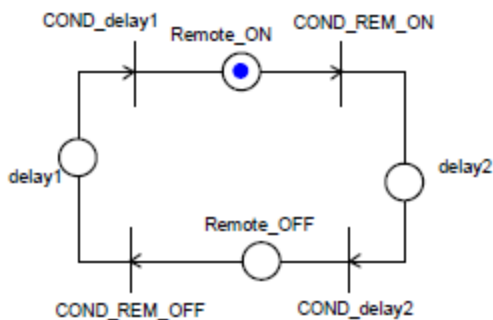 COND_delay1
Remote_ON
COND_REM_ON
delay1
delay2
Remote_OFF
COND_REM_OFF
COND_delay2